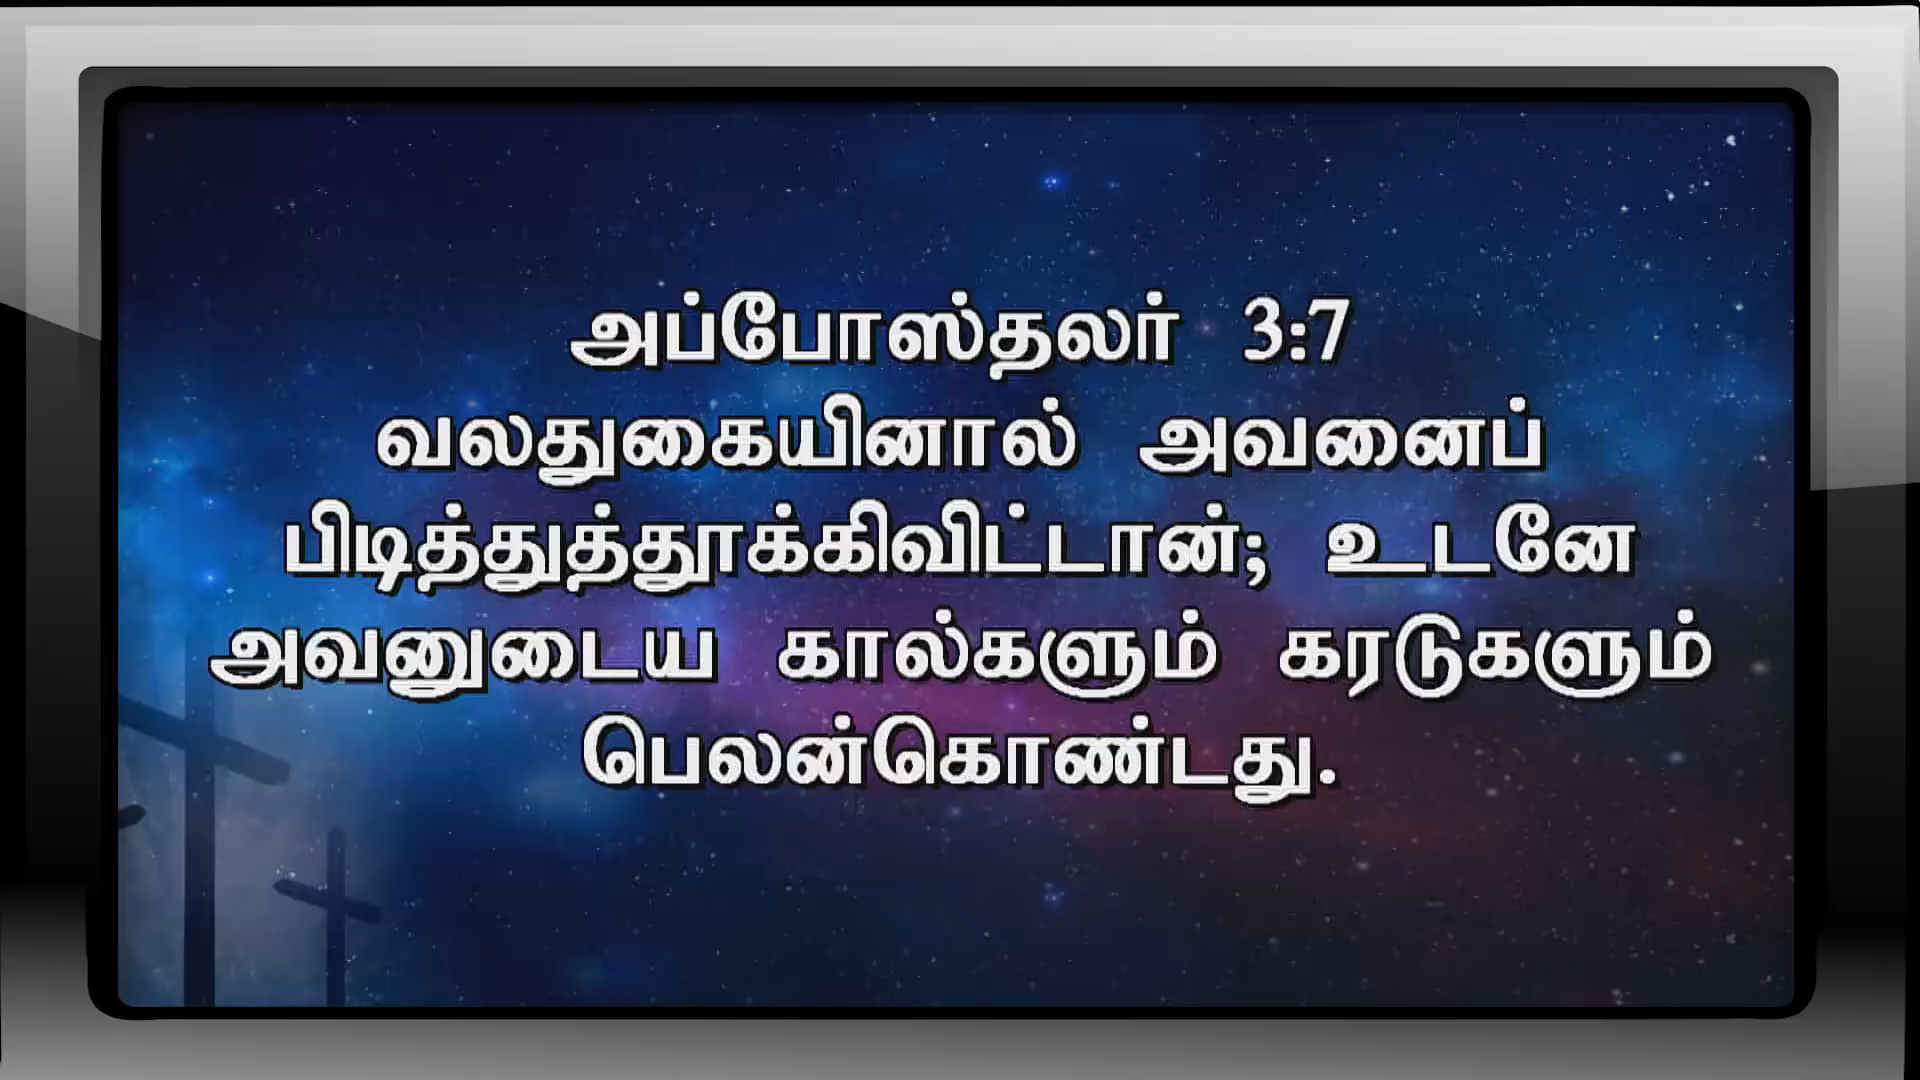 அப்போஸ்தலர் 3:7
வலதுகையினால் அவனைப்
பிடித்துத்தூக்கிவிட்டான்; உடனே
அவனுடைய கால்களும் கரடுகளும்
பெலன்கொண்டது.